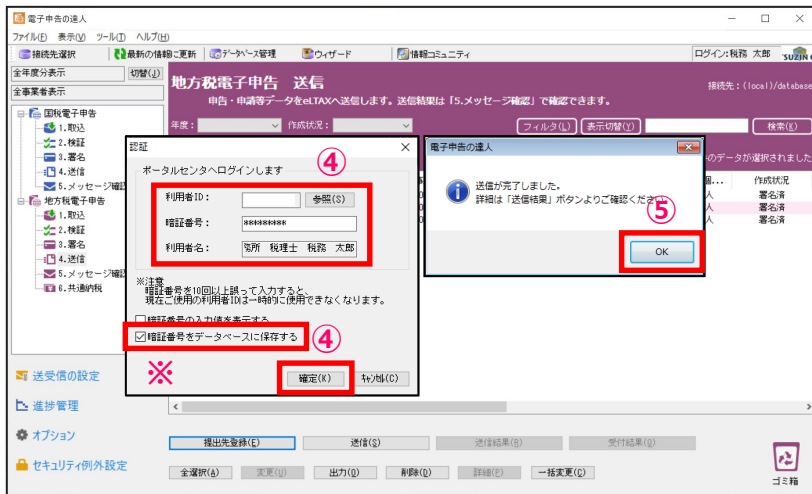 電子申告の達人
ファイル(F) 表示(V) ツール(T) ヘルプ(H)
接続先選択 最新の情報に更新 データベース管理 ウィザード 情報コミュニティ ログイン:税務 太郎
全年度分表示 切替(J)
全事業者表示
国税電子申告
1.取込
2.検証
3.署名
4.送信
5.メッセージ確認
地方税電子申告
1.取込
2.検証
3.署名
4.送信
5.メッセージ確認
6.共通納税
送受信の設定
進捗管理
オプション
セキュリティ例外設定
地方税電子申告 送信
接続先:(local)/database
申告・申請等データをeLTAXへ送信します。送信結果は「5.メッセージ確認」で確認できます。
年度: 作成状況: フィルタ(L) 表示切替(Y) 検索(K)
のデータが選択されました
個... 作成状況
人 署名済
人 署名済
人 署名済
認証
ポータルセンタへログインします
④
利用者ID: 参照(S)
暗証番号: *********
利用者名: 務所 税理士 税務 太郎
※注意
暗証番号を10回以上誤って入力すると、
現在ご使用の利用者IDは一時的に使用できなくなります。
暗証番号の入力値を表示する
暗証番号をデータベースに保存する
④
※
確定(K) キャンセル(C)
電子申告の達人
送信が完了しました。
詳細は「送信結果」ボタンよりご確認ください。
⑤
OK
提出先登録(E) 送信(S) 送信結果(R) 受付結果(Q)
全選択(A) 変更(U) 出力(O) 削除(D) 詳細(P) 一括変更(C)
ゴミ箱